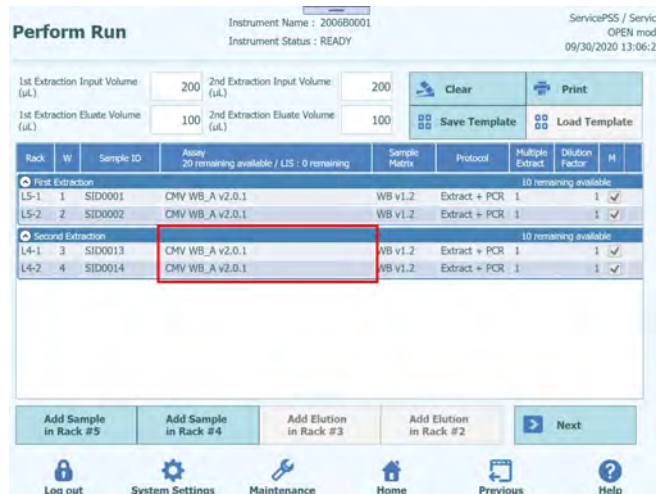 Perform Run
Instrument Name : 2006B0001
Instrument Status : READY
ServicePSS / Servic
OPEN mod
09/30/2020 13:06:2
1st Extraction Input Volume (uL)
200
2nd Extraction Input Volume (uL)
200
Clear
Print
1st Extraction Eluate Volume (uL)
100
2nd Extraction Eluate Volume (uL)
100
Save Template
Load Template
Rack W Sample ID Assay 20 remaining available / LIS : 0 remaining Sample Matrix Protocol Multiple Extract Dilution Factor M
First Extraction 10 remaining available
L5-1 1 SID0001 CMV WB_A v2.0.1 WB v1.2 Extract + PCR 1 1
L5-2 2 SID0002 CMV WB_A v2.0.1 WB v1.2 Extract + PCR 1 1
Second Extraction 10 remaining available
L4-1 3 SID0013 CMV WB_A v2.0.1 WB v1.2 Extract + PCR 1 1
L4-2 4 SID0014 CMV WB_A v2.0.1 WB v1.2 Extract + PCR 1 1
Add Sample in Rack #5
Add Sample in Rack #4
Add Elution in Rack #3
Add Elution in Rack #2
Next
Log out
System Settings
Maintenance
Home
Previous
Help